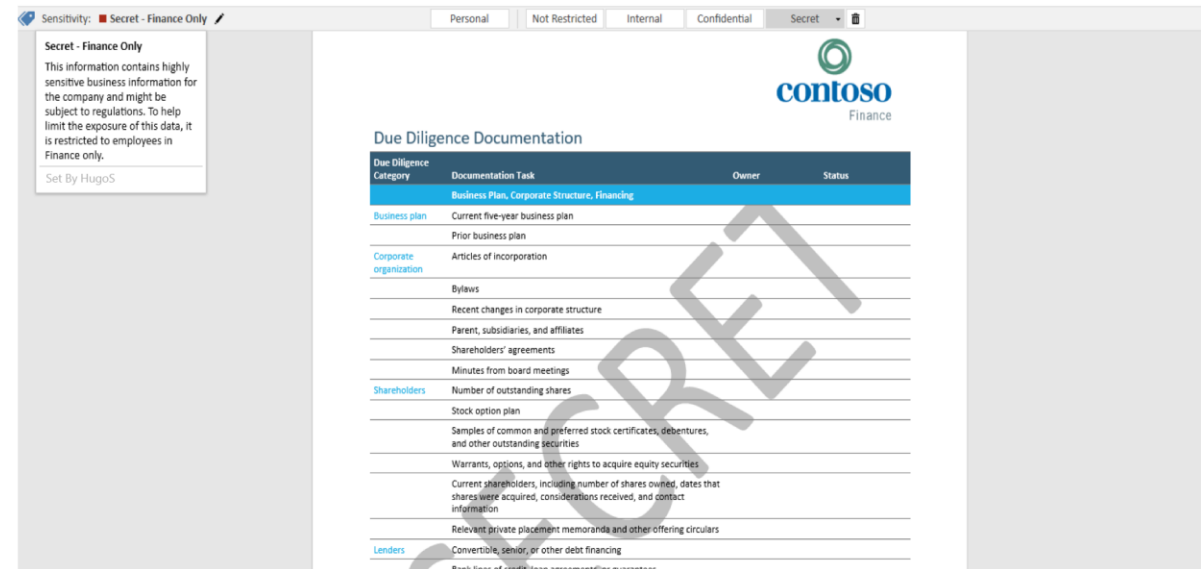 Sensitivity: Secret - Finance Only
Personal
Not Restricted
Internal
Confidential
Secret
Secret - Finance Only
This information contains highly
sensitive business information for
the company and might be
subject to regulations. To help
limit the exposure of this data, it
is restricted to employees in
Finance only.
Set By HugoS
contoso
Finance
Due Diligence Documentation
Due Diligence
Category Documentation Task Owner Status
Business Plan, Corporate Structure, Financing
Business plan Current five-year business plan
Prior business plan
Corporate Articles of incorporation
organization
Bylaws
Recent changes in corporate structure
Parent, subsidiaries, and affiliates
Shareholders' agreements
Minutes from board meetings
Shareholders Number of outstanding shares
Stock option plan
Samples of common and preferred stock certificates, debentures,
and other outstanding securities
Warrants, options, and other rights to acquire equity securities
Current shareholders, including number of shares owned, dates that
shares were acquired, considerations received, and contact
information
Relevant private placement memoranda and other offering circulars
Lenders Convertible, senior, or other debt financing
SECRET